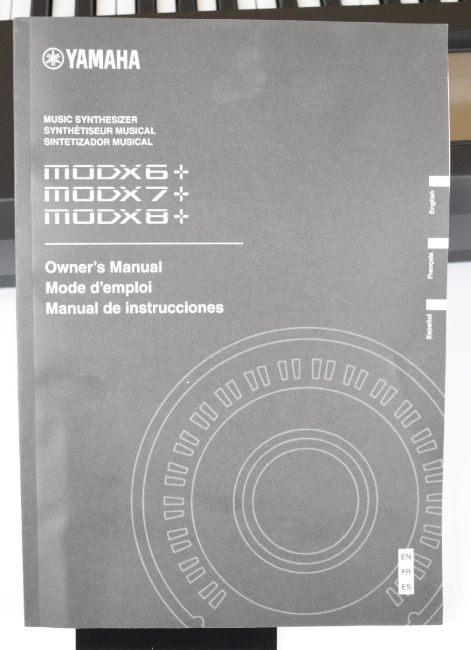 YAMAHA
MUSIC SYNTHESIZER
SYNTHÉTISEUR MUSICAL
SINTETIZADOR MUSICAL
MODX6+
MODX7+
MODX8+
Owner's Manual
Mode d'emploi
Manual de instrucciones
English
Français
Español
EN
FR
ES